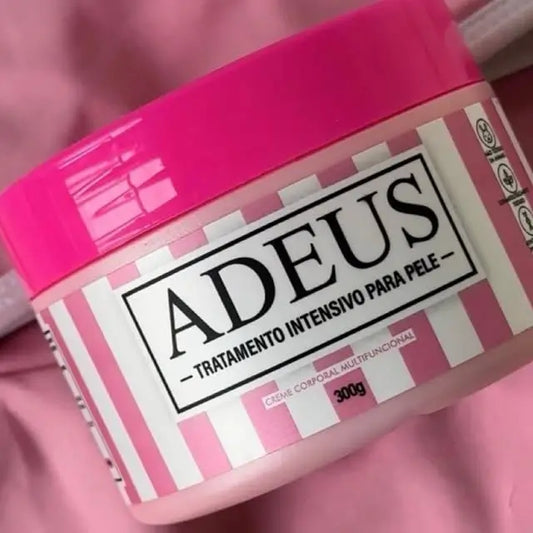 ADEUS
– TRATAMENTO INTENSIVO PARA PELE –
CREME CORPORAL MULTIFUNCIONAL
300g